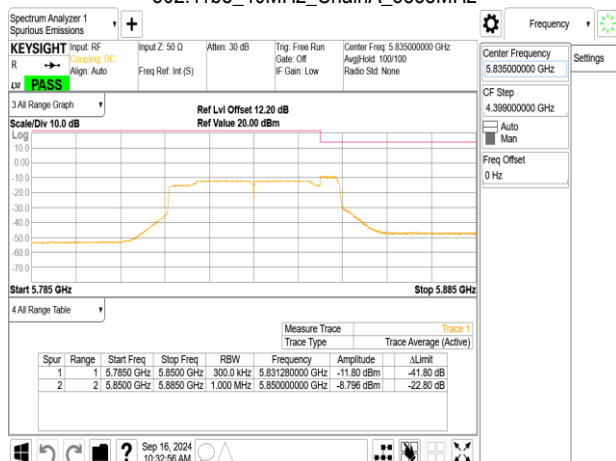 Spectrum Analyzer 1
Spurious Emissions
Frequency
KEYSIGHT Input: RF Input Z: 50 Ω Atten: 30 dB Trig: Free Run Center Freq: 5.835000000 GHz
R Coupling: DC Gate: Off Avg|Hold: 100/100
Align: Auto Freq Ref: Int (S) IF Gain: Low Radio Std: None
PASS
Center Frequency
5.835000000 GHz
Settings
CF Step
4.399000000 GHz
Auto
Man
Freq Offset
0 Hz
3 All Range Graph
Ref Lvl Offset 12.20 dB
Scale/Div 10.0 dB Ref Value 20.00 dBm
Log
10.0
0.00
-10.0
-20.0
-30.0
-40.0
-50.0
-60.0
-70.0
Start 5.785 GHz Stop 5.885 GHz
4 All Range Table
Measure Trace Trace 1
Trace Type Trace Average (Active)
Spur Range Start Freq Stop Freq RBW Frequency Amplitude ΔLimit
1 1 5.7850 GHz 5.8500 GHz 300.0 kHz 5.831280000 GHz -11.80 dBm -41.80 dB
2 2 5.8500 GHz 5.8850 GHz 1.000 MHz 5.850000000 GHz -8.796 dBm -22.80 dB
? Sep 16, 2024
10:32:56 AM